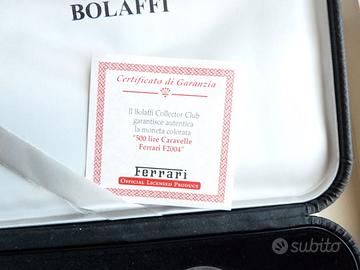 BOLAFFI
Certificato di Garanzia
Il Bolaffi Collector Club
garantisce autentica
la moneta colorata
"500 lire Caravelle
Ferrari F2004"
Ferrari
OFFICIAL LICENSED PRODUCT
subito